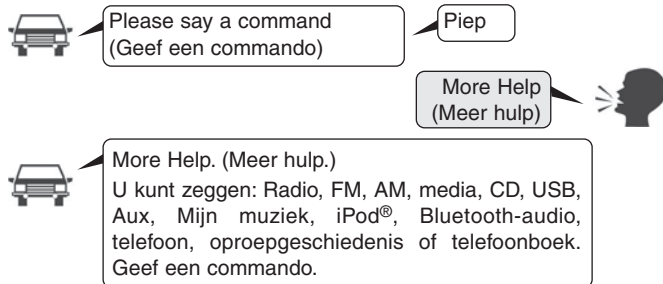 Please say a command
(Geef een commando)
Piep
More Help
(Meer hulp)
More Help. (Meer hulp.)
U kunt zeggen: Radio, FM, AM, media, CD, USB,
Aux, Mijn muziek, iPod®, Bluetooth-audio,
telefoon, oproepgeschiedenis of telefoonboek.
Geef een commando.